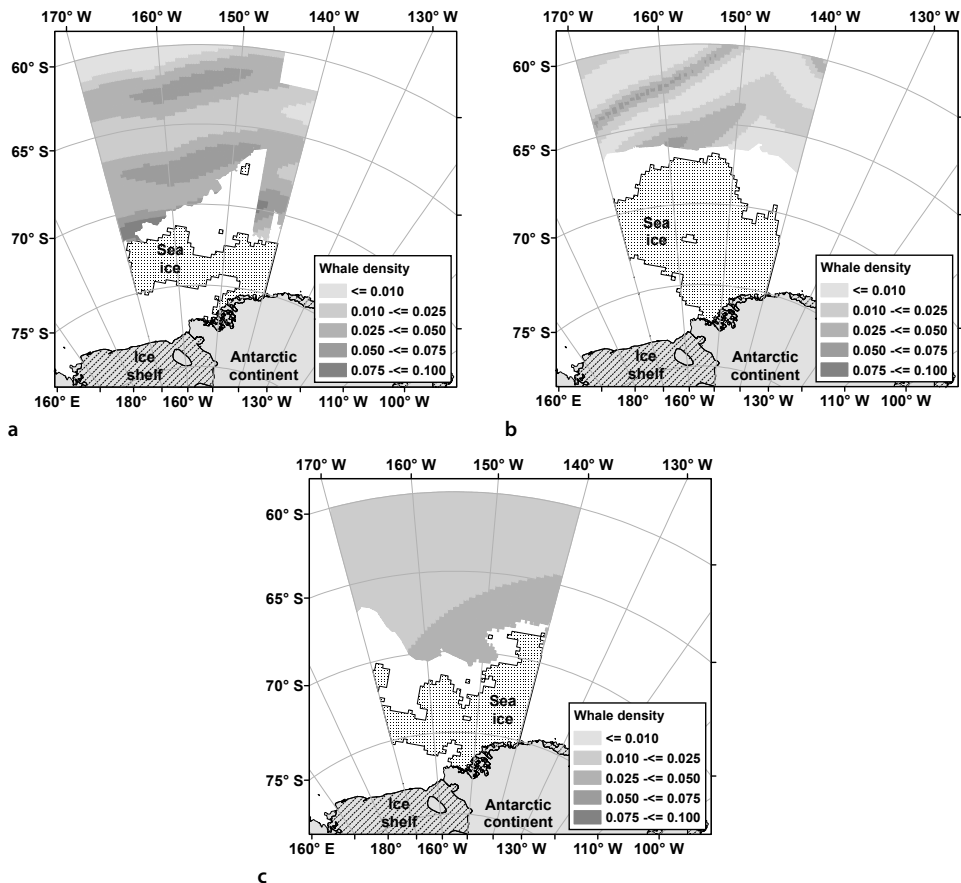 170° W 160° W 150° W 140° W 130° W
60° S
65° S
70° S
75° S
Sea
ice
Ice
shelf
Antarctic
continent
Whale density
<= 0.010
0.010 -<= 0.025
0.025 -<= 0.050
0.050 -<= 0.075
0.075 -<= 0.100
160° E 180° W 160° W 130° W 110° W 100° W
a
170° W 160° W 150° W 140° W 130° W
60° S
65° S
70° S
75° S
Sea
ice
Ice
shelf
Antarctic
continent
Whale density
<= 0.010
0.010 -<= 0.025
0.025 -<= 0.050
0.050 -<= 0.075
0.075 -<= 0.100
160° E 180° W 160° W 130° W 110° W 100° W
b
170° W 160° W 150° W 140° W 130° W
60° S
65° S
70° S
75° S
Sea
ice
Ice
shelf
Antarctic
continent
Whale density
<= 0.010
0.010 -<= 0.025
0.025 -<= 0.050
0.050 -<= 0.075
0.075 -<= 0.100
160° E 180° W 160° W 130° W 110° W 100° W
c